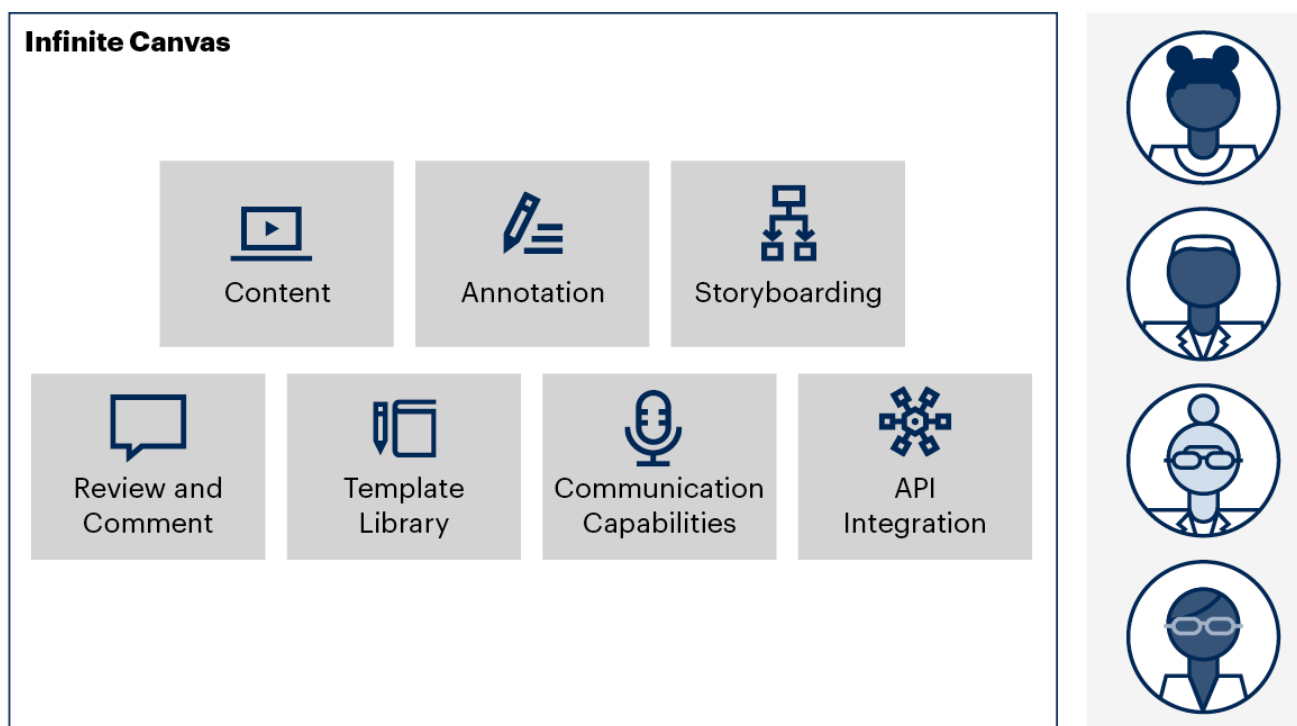 Infinite Canvas
Content
Annotation
Storyboarding
Review and
Comment
Template
Library
Communication
Capabilities
API
Integration